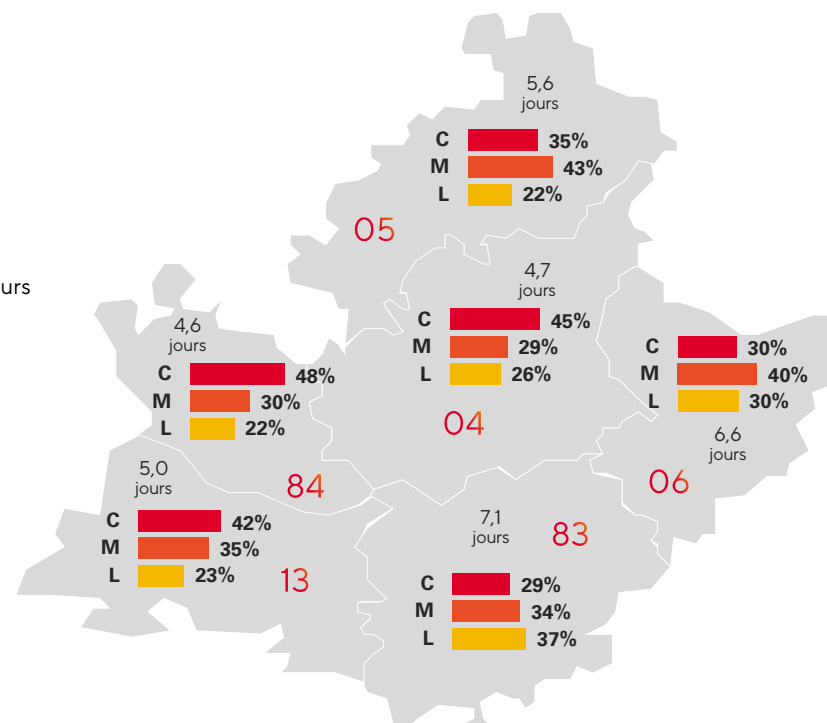 5,6
jours
C 35%
M 43%
L 22%
05
urs
4,7
jours
C 45%
M 29%
L 26%
04
4,6
jours
C 48%
M 30%
L 22%
84
C 30%
M 40%
L 30%
6,6
jours
06
5,0
jours
C 42%
M 35%
L 23%
13
7,1
jours
83
C 29%
M 34%
L 37%